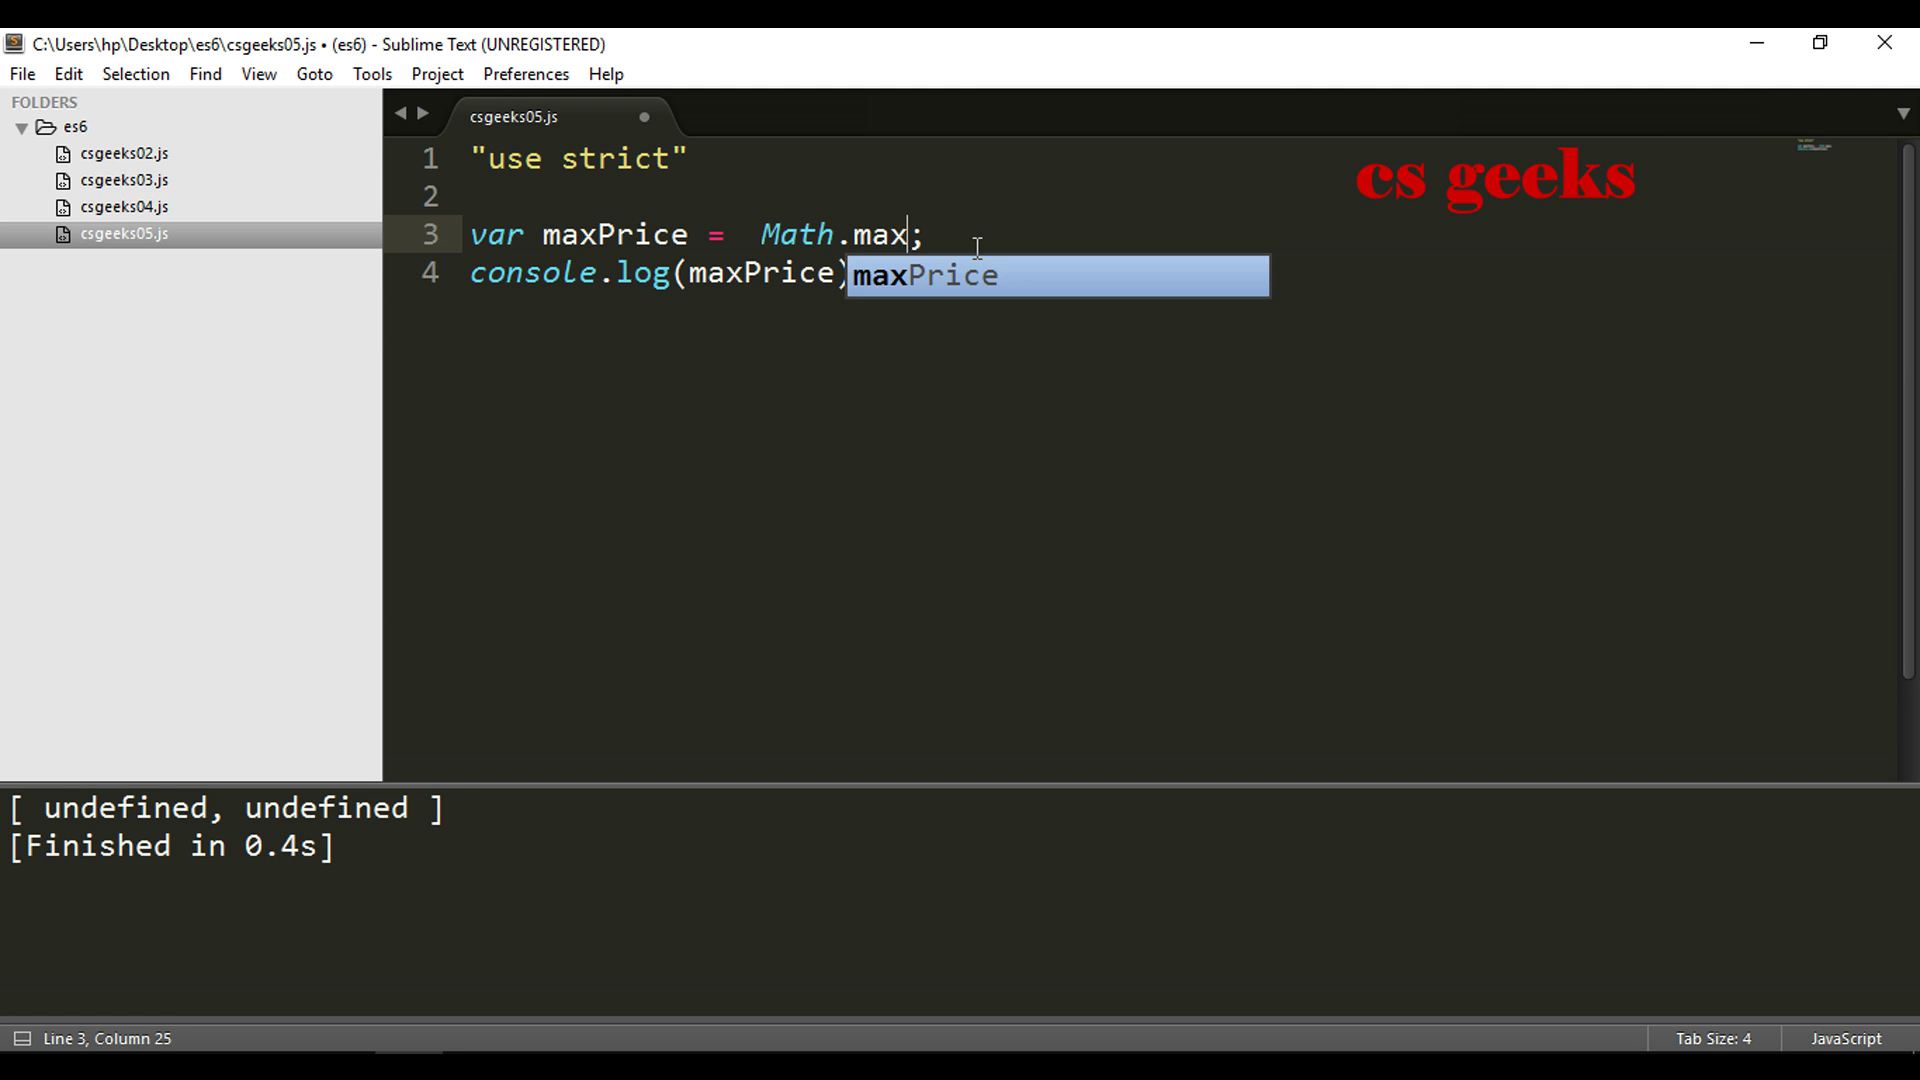 C:\Users\hp\Desktop\es6\csgeeks05.js • (es6) - Sublime Text (UNREGISTERED)
File Edit Selection Find View Goto Tools Project Preferences Help
FOLDERS
es6
csgeeks02.js
csgeeks03.js
csgeeks04.js
csgeeks05.js
csgeeks05.js
cs geeks
1 "use strict"
2
3 var maxPrice =  Math.max;
4 console.log(maxPrice)
maxPrice
[ undefined, undefined ]
[Finished in 0.4s]
Line 3, Column 25
Tab Size: 4
JavaScript